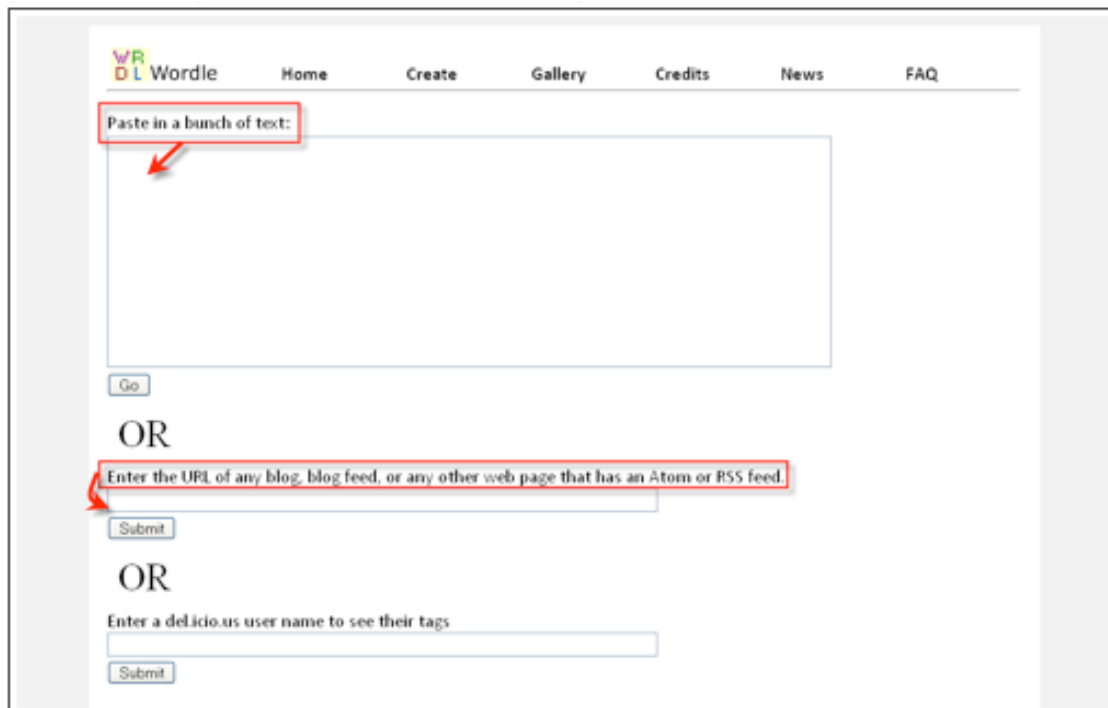 WR
DL Wordle Home Create Gallery Credits News FAQ
Paste in a bunch of text:
Go
OR
Enter the URL of any blog, blog feed, or any other web page that has an Atom or RSS feed.
Submit
OR
Enter a del.icio.us user name to see their tags
Submit